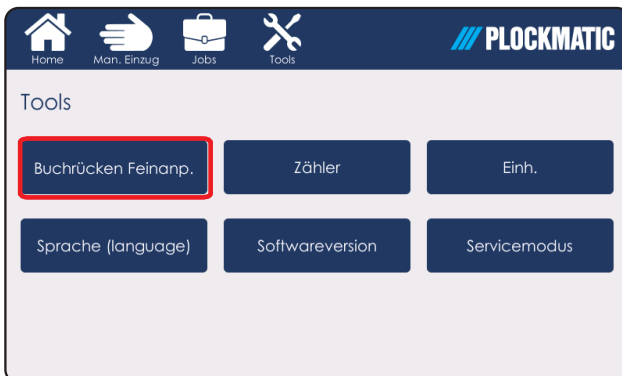 Home Man. Einzug Jobs Tools PLOCKMATIC
Tools
Buchrücken Feinanp. Zähler Einh.
Sprache (language) Softwareversion Servicemodus